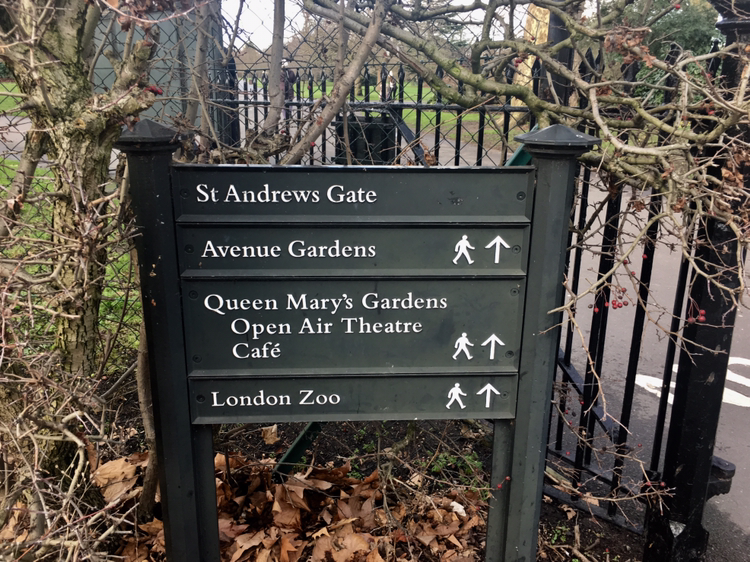 St Andrews Gate
Avenue Gardens
Queen Mary's Gardens
Open Air Theatre
Café
London Zoo